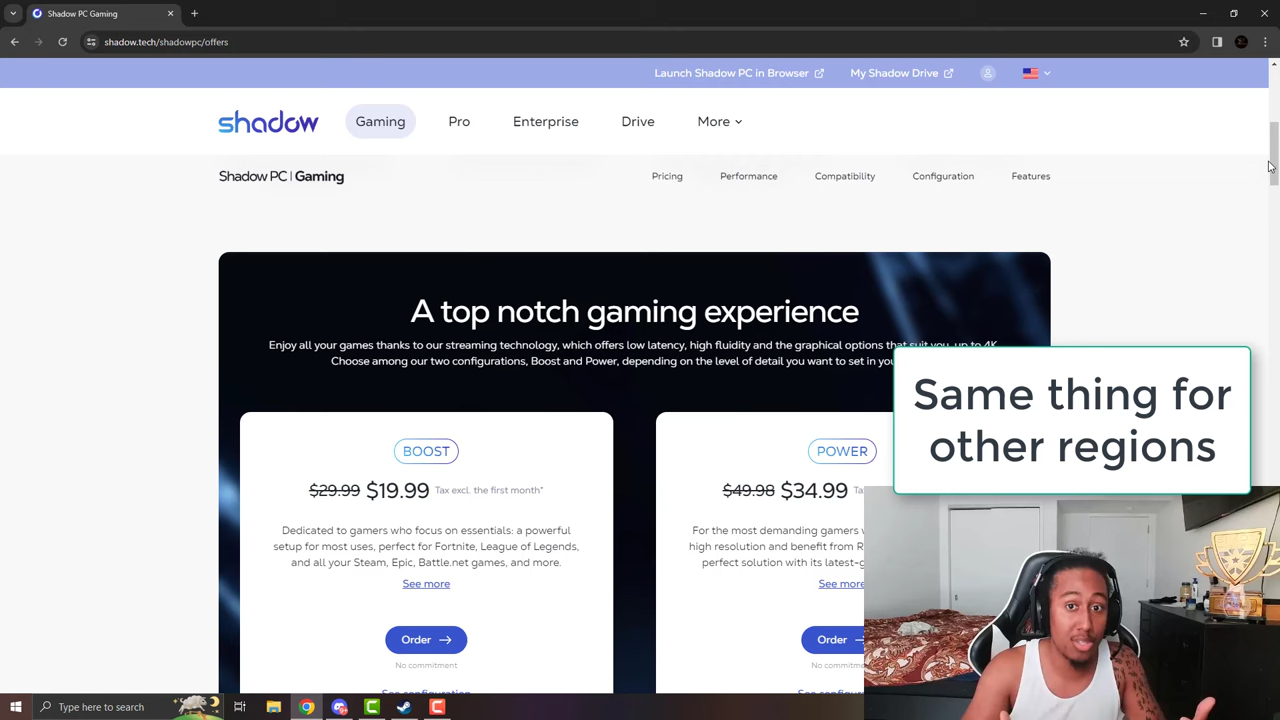 Shadow PC Gaming
shadow.tech/shadowpc/offers
Launch Shadow PC in Browser
My Shadow Drive
shadow
Gaming
Pro
Enterprise
Drive
More
Shadow PC | Gaming
Pricing
Performance
Compatibility
Configuration
Features
A top notch gaming experience
Enjoy all your games thanks to our streaming technology, which offers low latency, high fluidity and the graphical options that suit you, up to 4K.
Choose among our two configurations, Boost and Power, depending on the level of detail you want to set in
Same thing for
other regions
BOOST
$29.99 $19.99 Tax excl. the first month*
Dedicated to gamers who focus on essentials: a powerful
setup for most uses, perfect for Fortnite, League of Legends,
and all your Steam, Epic, Battle.net games, and more.
See more
Order
No commitment
See configuration
POWER
$49.98 $34.99
For the most demanding gamers
high resolution and benefit from
perfect solution with its
See more
Order
No
See configuration
Type here to search